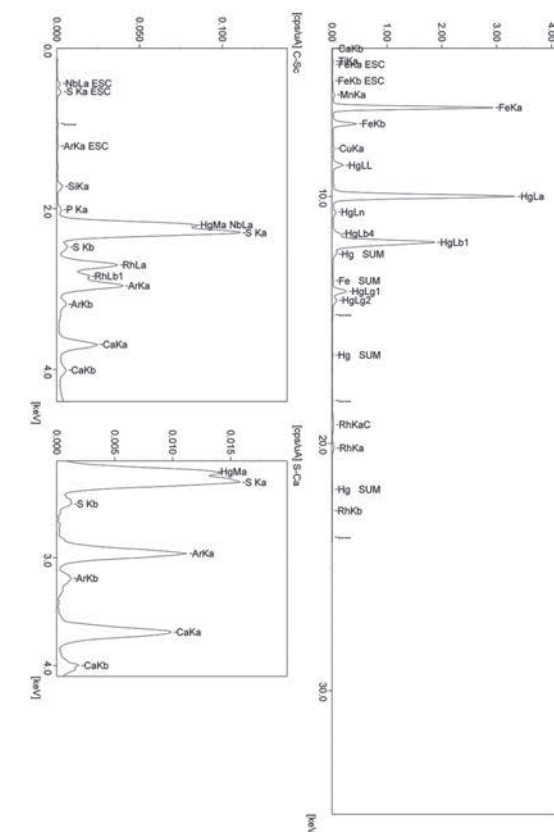 [cps/uA] C-Sc
0.000
0.050
0.100
0.0
2.0
4.0
[keV]
NbLa ESC
S Ka ESC
ArKa ESC
SiKa
P Ka
HgMa NbLa
S Ka
S Kb
RhLa
RhLb1
ArKa
ArKb
CaKa
CaKb
[cps/uA] S-Ca
0.000
0.005
0.010
0.015
3.0
4.0
[keV]
HgMa
S Ka
S Kb
ArKa
ArKb
CaKa
CaKb
0.00
1.00
2.00
3.00
4.00
10.0
20.0
30.0
CaKb
FeKa ESC
FeKb ESC
MnKa
FeKa
FeKb
CuKa
HgLL
HgLa
HgLn
HgLb4
HgLb1
Hg SUM
Fe SUM
HgLg1
HgLg2
Hg SUM
RhKaC
RhKa
Hg SUM
RhKb